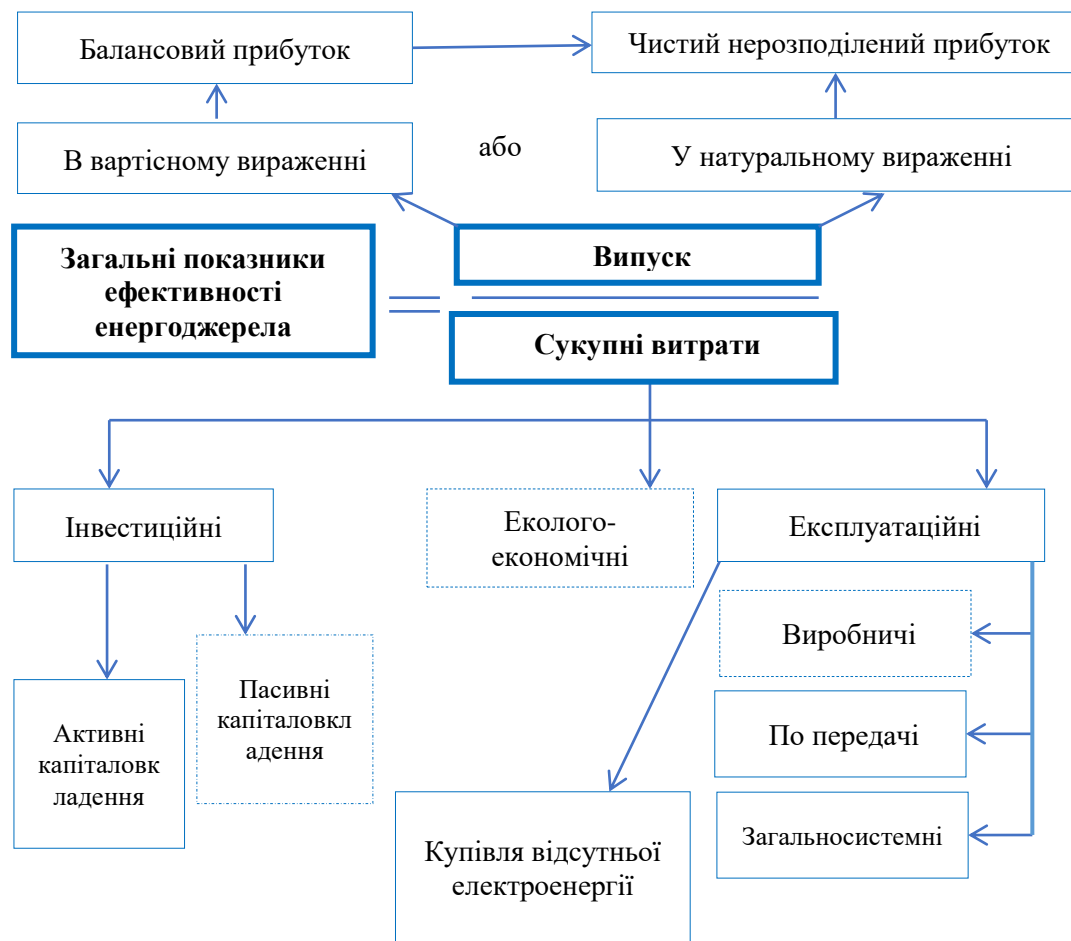 Балансовий прибуток
Чистий нерозподілений прибуток
В вартісному вираженні
або
У натуральному вираженні
Загальні показники
ефективності
енергоджерела
Випуск
Сукупні витрати
Інвестиційні
Еколого-
економічні
Експлуатаційні
Виробничі
Пасивні
капіталовкл
адення
Активні
капіталовк
ладення
По передачі
Загальносистемні
Купівля відсутньої
електроенергії